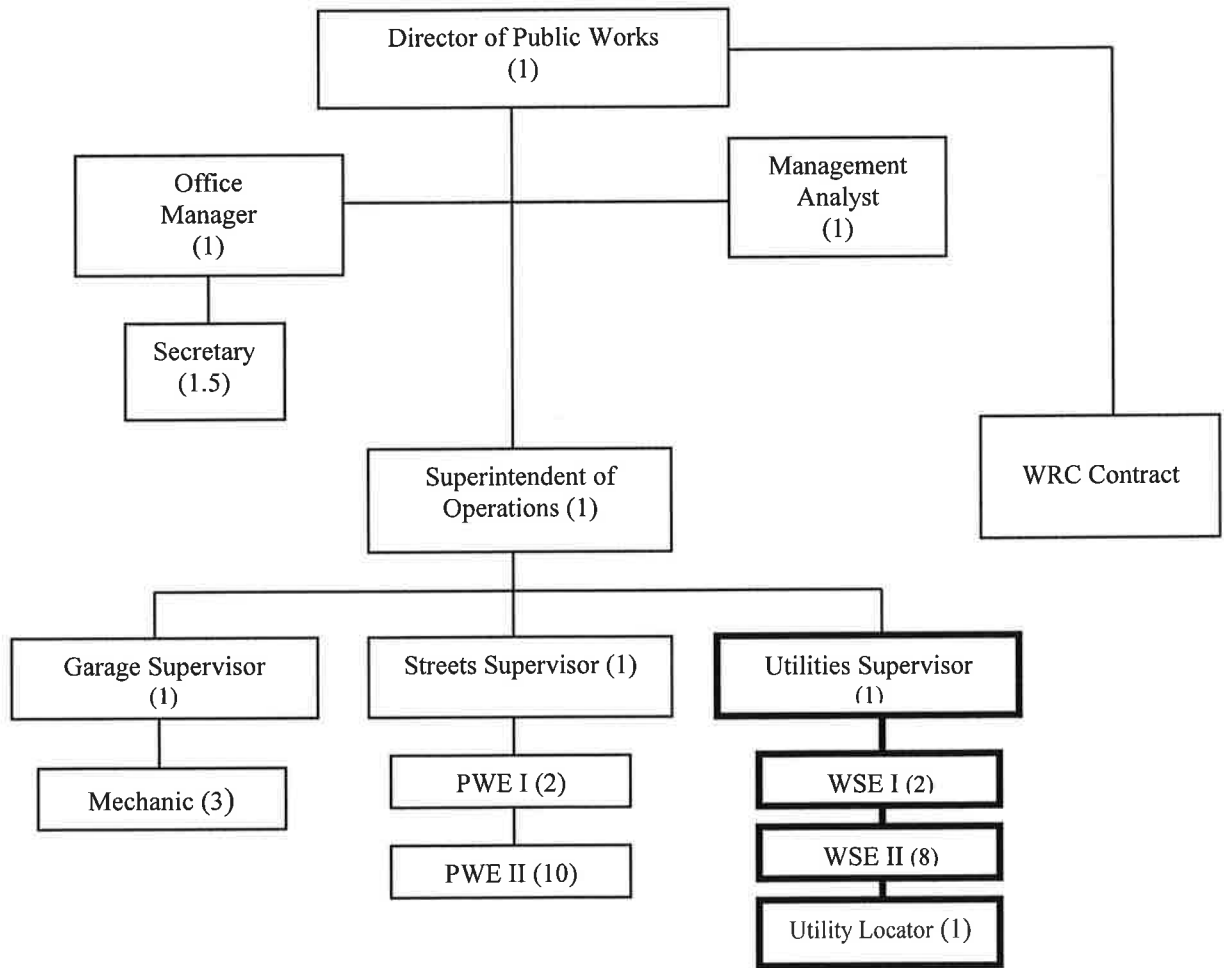 Director of Public Works
(1)
Office
Manager
(1)
Management
Analyst
(1)
Secretary
(1.5)
Superintendent of
Operations (1)
WRC Contract
Garage Supervisor
(1)
Streets Supervisor (1)
Utilities Supervisor
(1)
Mechanic (3)
PWE I (2)
WSE I (2)
PWE II (10)
WSE II (8)
Utility Locator (1)